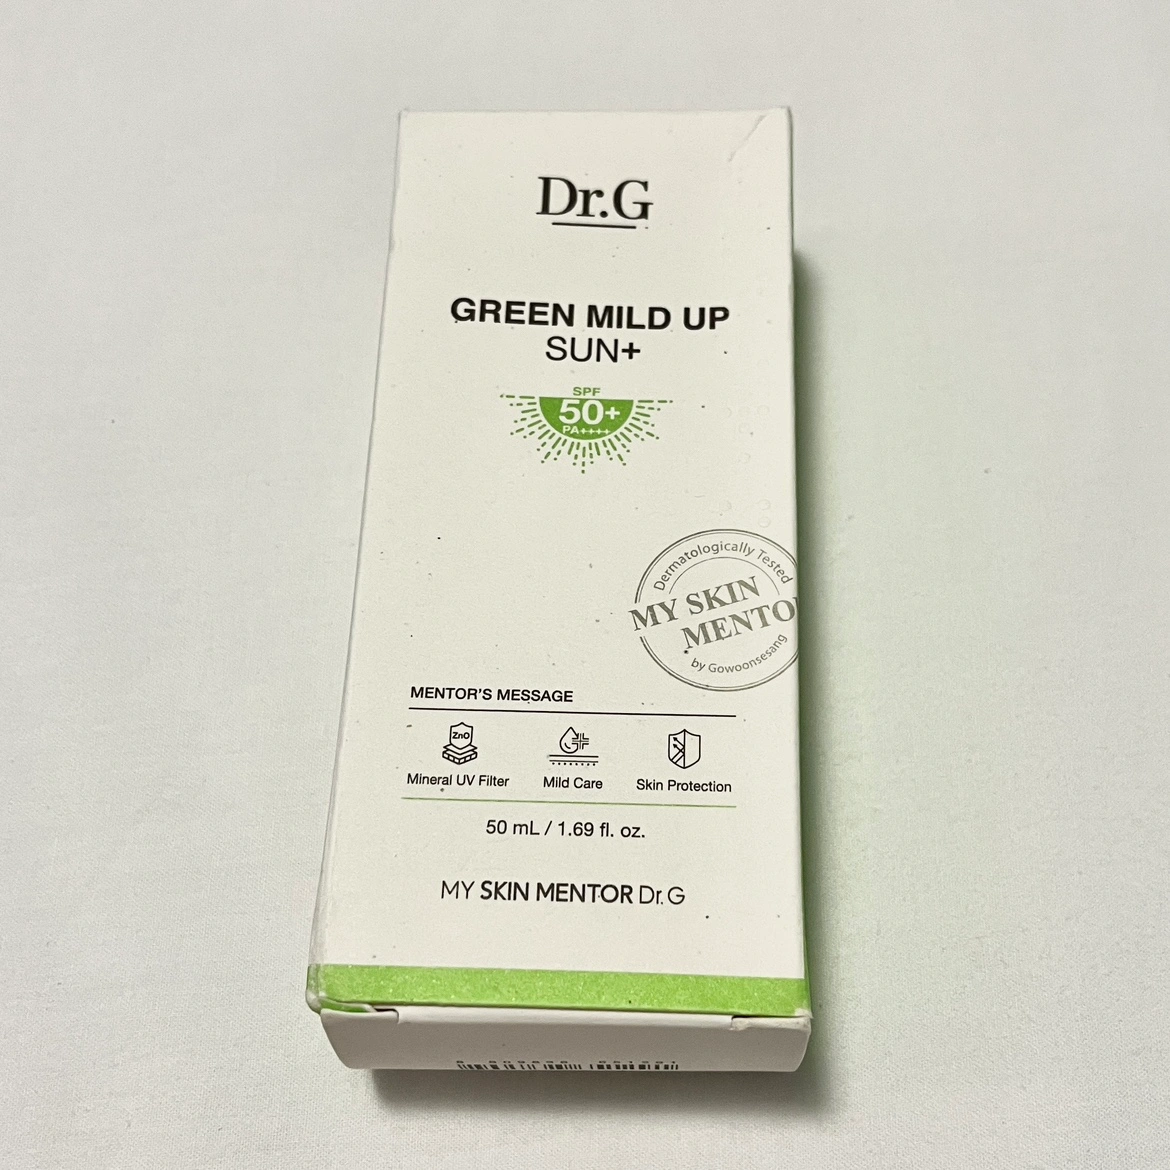 Dr.G
GREEN MILD UP
SUN+
SPF
50+
PA++++
Dermatologically Tested
MY SKIN
MENTO
by Gowoonsesang
MENTOR'S MESSAGE
ZnO
Mineral UV Filter
Mild Care
Skin Protection
50 mL / 1.69 fl. oz.
MY SKIN MENTOR Dr.G